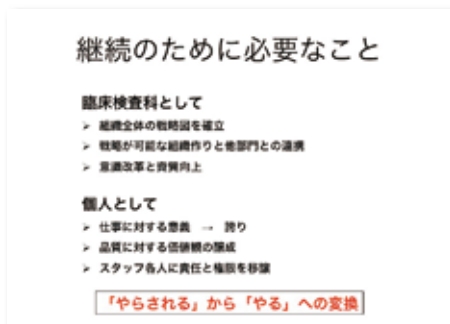 継続のために必要なこと
臨床検査科として
➢ 組織全体の戦略図を確立
➢ 戦略が可能な組織作りと他部門との連携
➢ 意識改革と資質向上
個人として
➢ 仕事に対する意義 → 誇り
➢ 品質に対する価値観の醸成
➢ スタッフ各人に責任と権限を移譲
「やらされる」から「やる」への変換